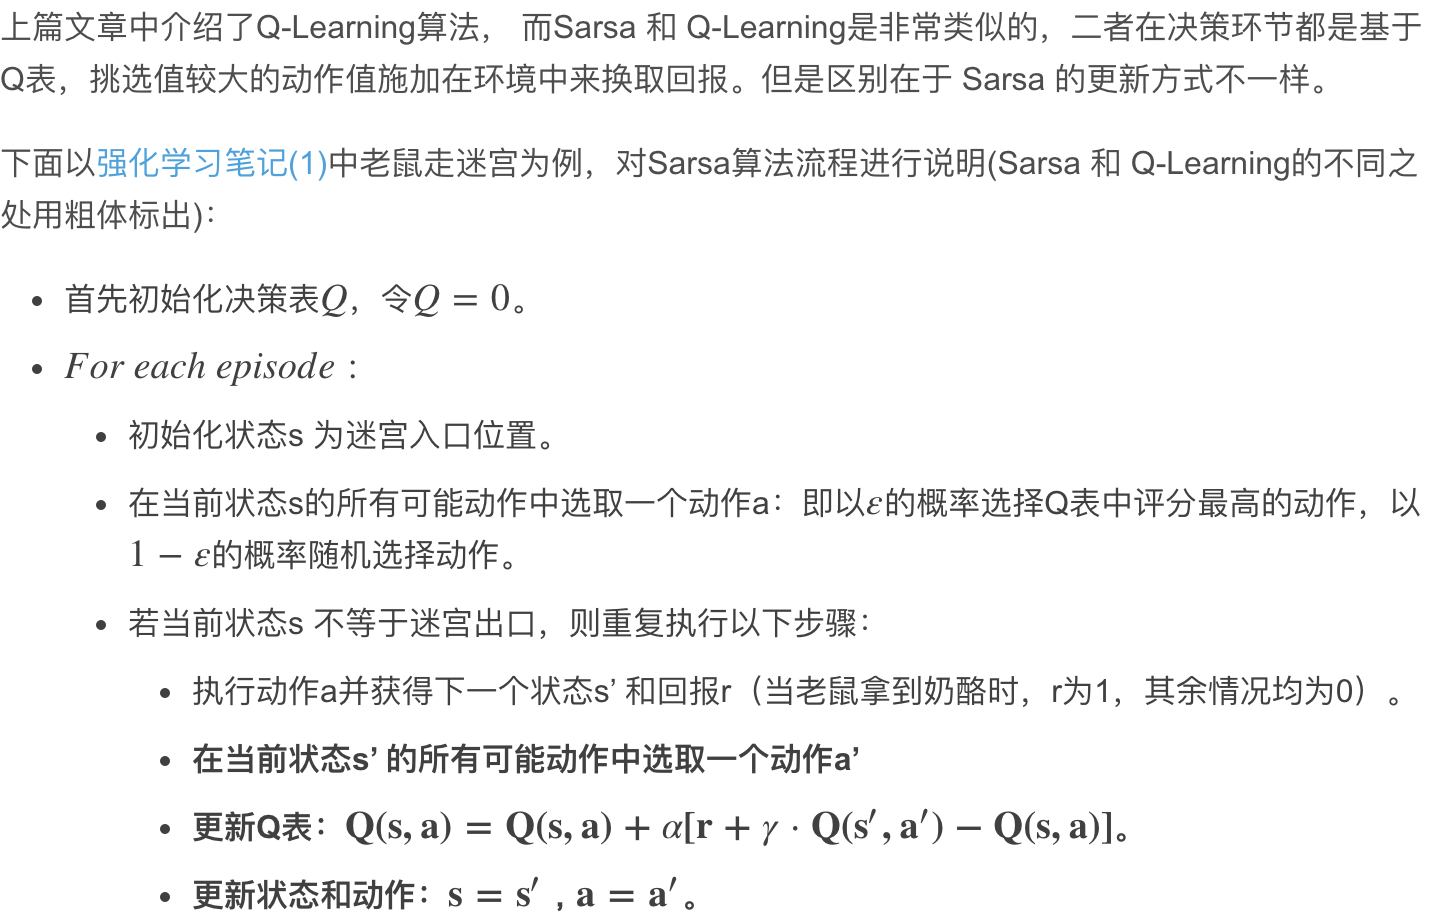 上篇文章中介绍了Q-Learning算法， 而Sarsa 和 Q-Learning是非常类似的，二者在决策环节都是基于
Q表，挑选值较大的动作值施加在环境中来换取回报。但是区别在于 Sarsa 的更新方式不一样。
下面以强化学习笔记(1)中老鼠走迷宫为例，对Sarsa算法流程进行说明(Sarsa 和 Q-Learning的不同之
处用粗体标出)：
• 首先初始化决策表Q，令Q = 0。
• For each episode :
• 初始化状态s 为迷宫入口位置。
• 在当前状态s的所有可能动作中选取一个动作a：即以ε的概率选择Q表中评分最高的动作，以
1 − ε的概率随机选择动作。
• 若当前状态s 不等于迷宫出口，则重复执行以下步骤：
• 执行动作a并获得下一个状态s’ 和回报r（当老鼠拿到奶酪时，r为1，其余情况均为0）。
• 在当前状态s’ 的所有可能动作中选取一个动作a’
• 更新Q表：Q(s, a) = Q(s, a) + α[r + γ · Q(s′, a′) − Q(s, a)]。
• 更新状态和动作：s = s′ , a = a′。